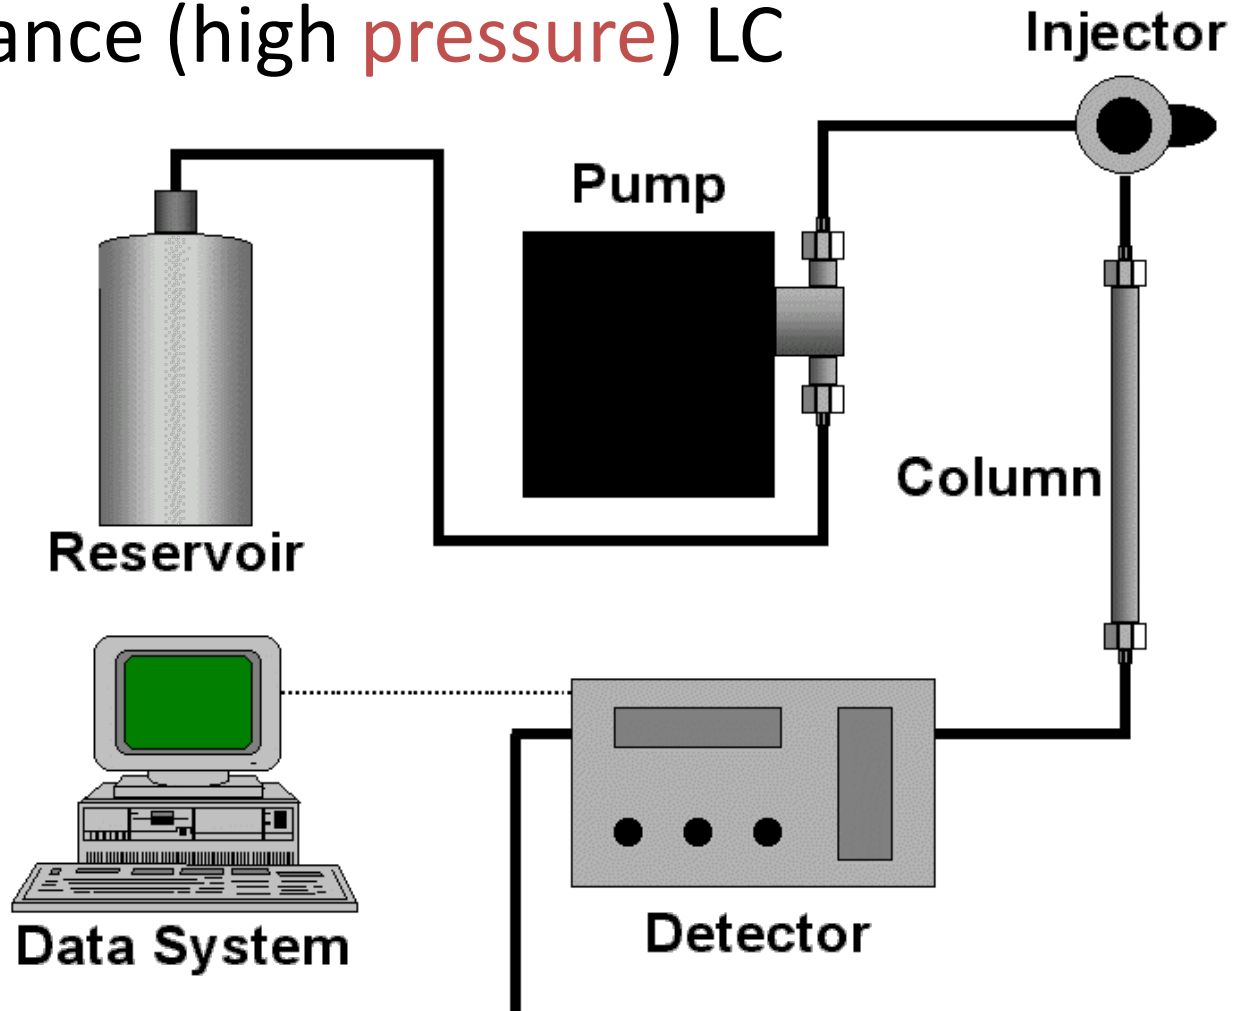 ance (high pressure) LC
Injector
Pump
Column
Reservoir
Data System
Detector